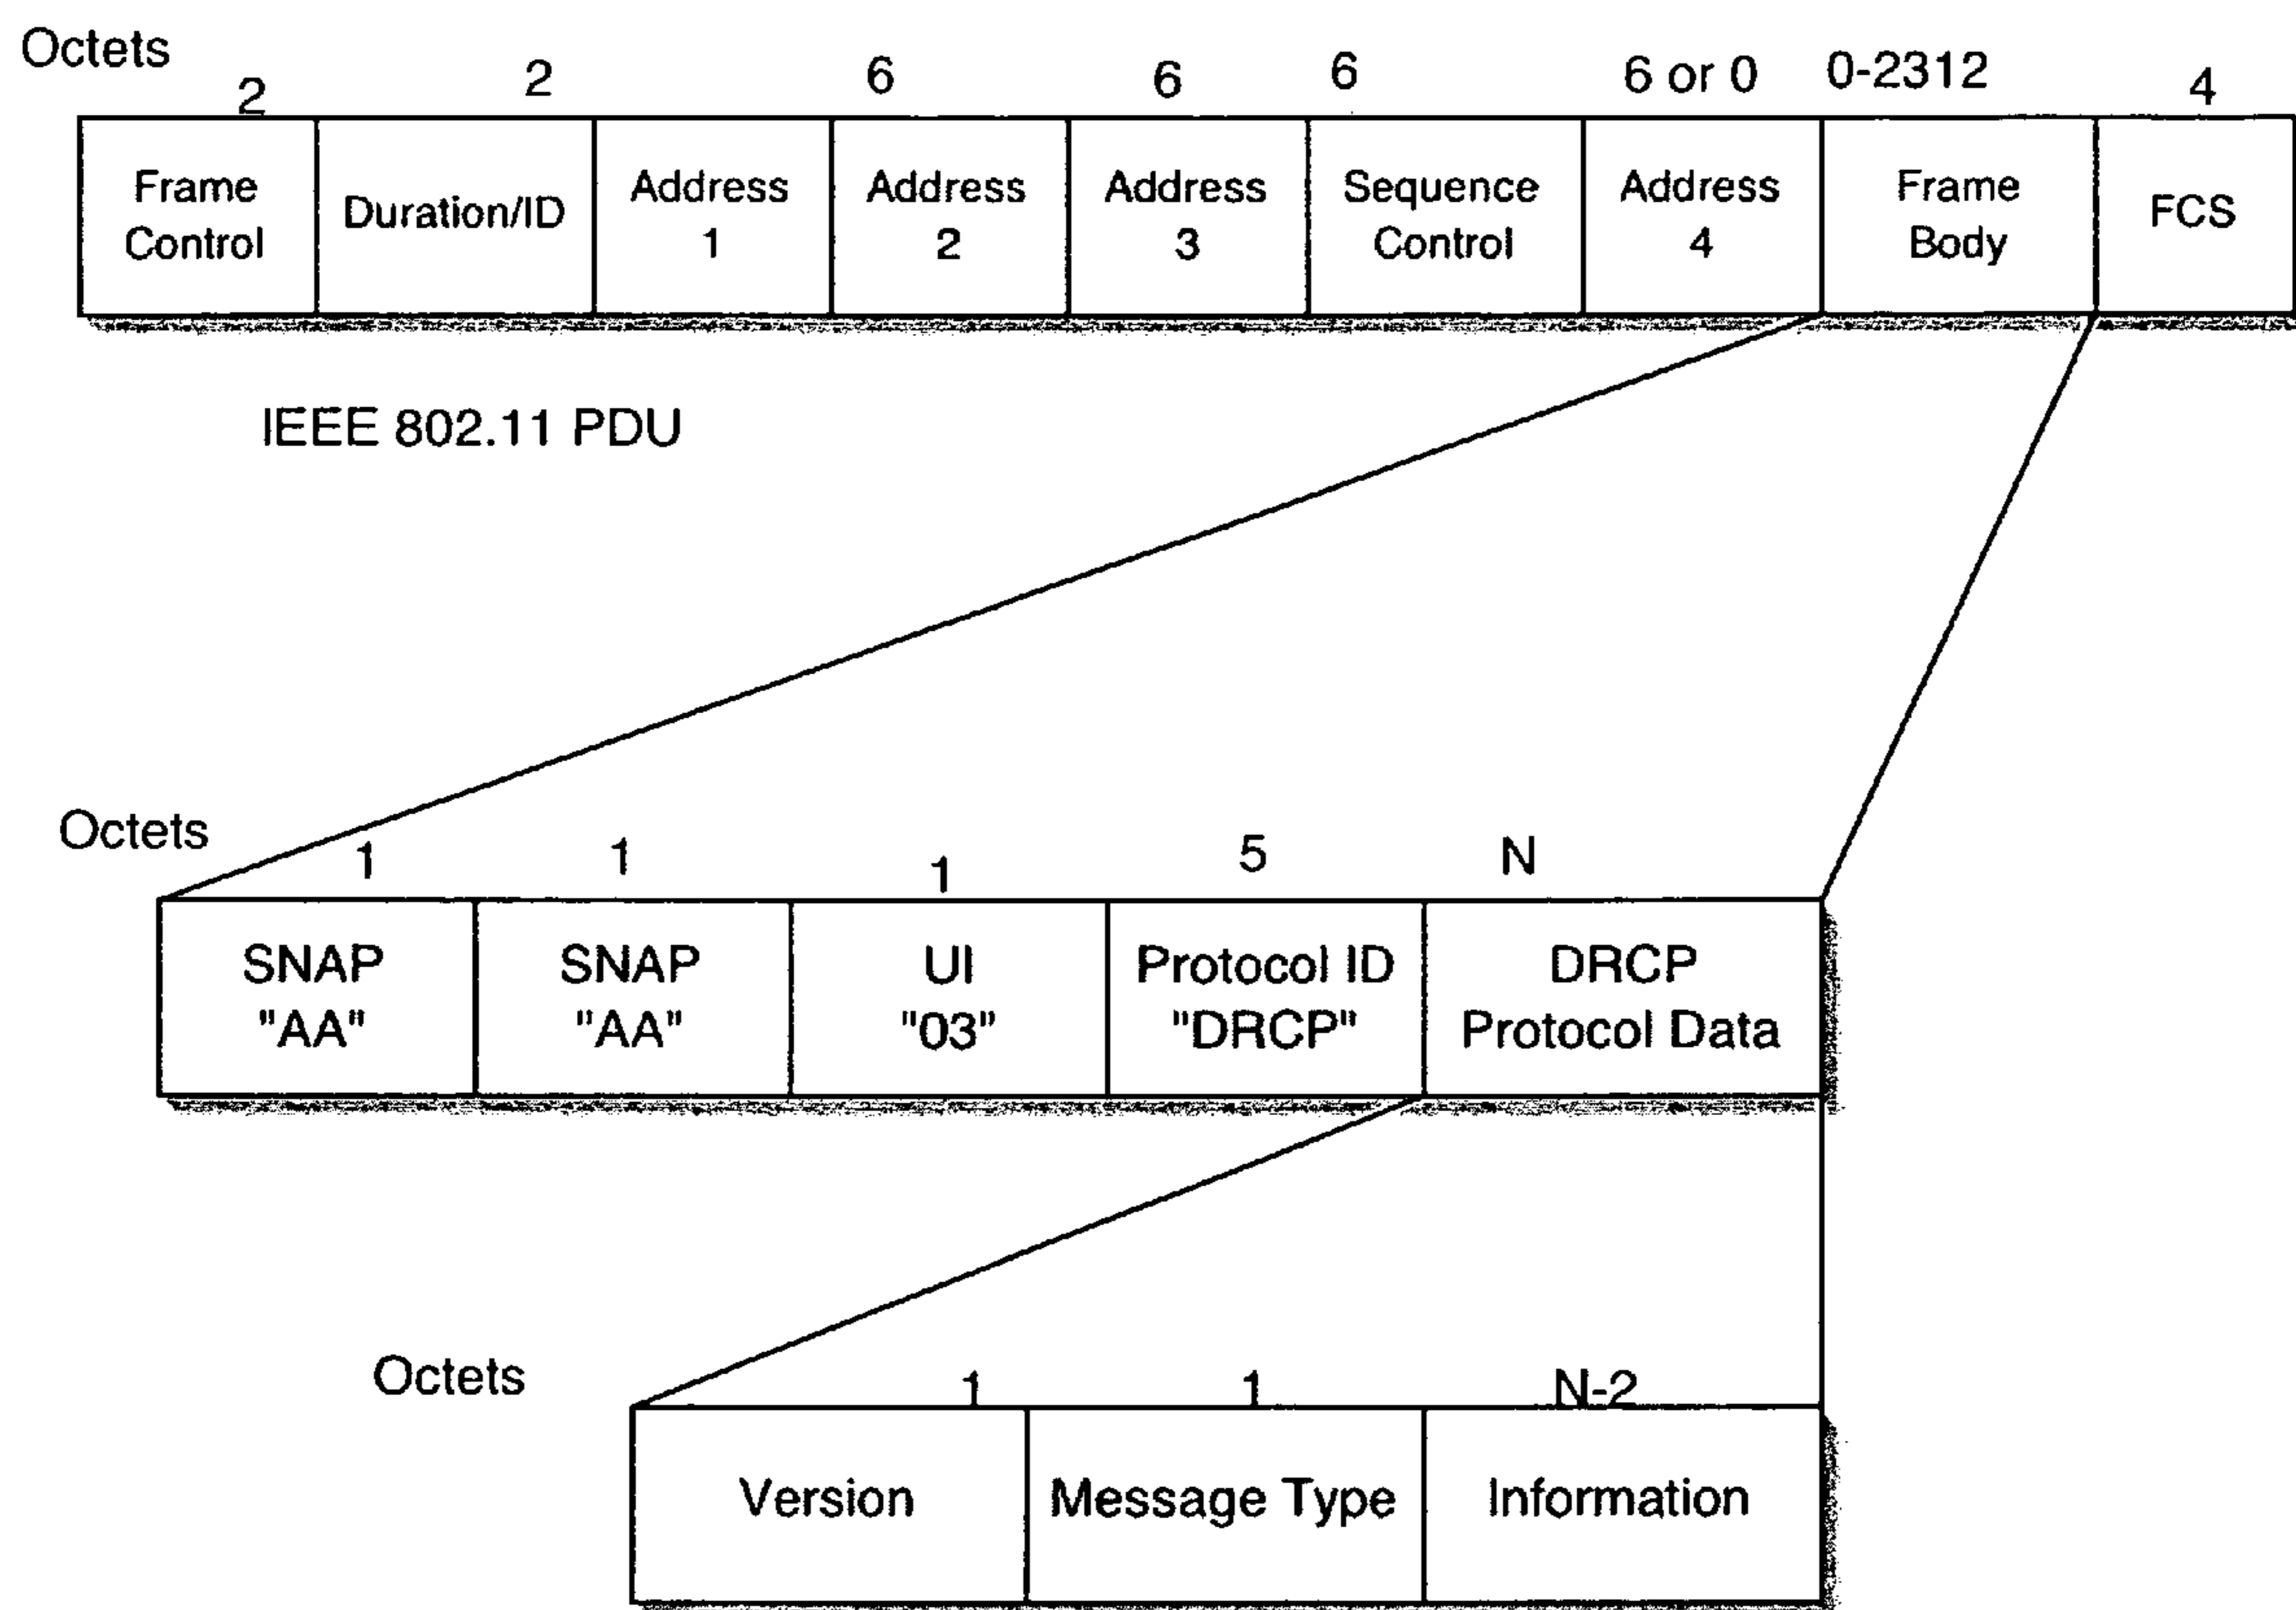 Octets
2 2 6 6 6 6 or 0 0-2312 4
Frame Control
Duration/ID
Address 1
Address 2
Address 3
Sequence Control
Address 4
Frame Body
FCS
IEEE 802.11 PDU
Octets
1 1 1 5 N
SNAP "AA"
SNAP "AA"
UI "03"
Protocol ID "DRCP"
DRCP Protocol Data
Octets
1 1 N-2
Version
Message Type
Information